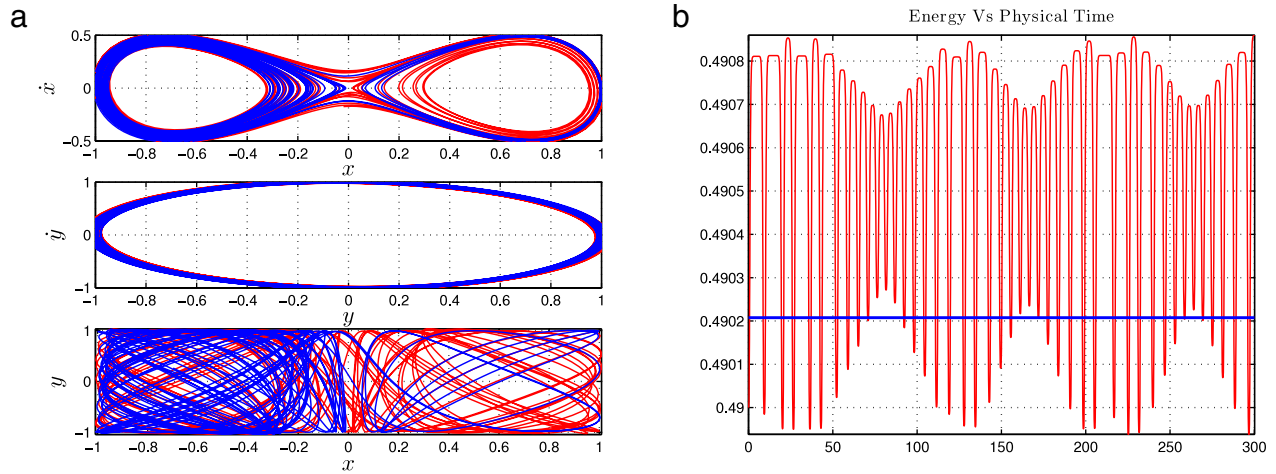 a
0.5
0
−0.5
ẋ
−1 −0.8 −0.6 −0.4 −0.2 0 0.2 0.4 0.6 0.8 1
x
1
0
−1
ẏ
−1 −0.8 −0.6 −0.4 −0.2 0 0.2 0.4 0.6 0.8 1
y
1
0
−1
y
−1 −0.8 −0.6 −0.4 −0.2 0 0.2 0.4 0.6 0.8 1
x
b
Energy Vs Physical Time
0.4908
0.4907
0.4906
0.4905
0.4904
0.4903
0.4902
0.4901
0.49
0 50 100 150 200 250 300